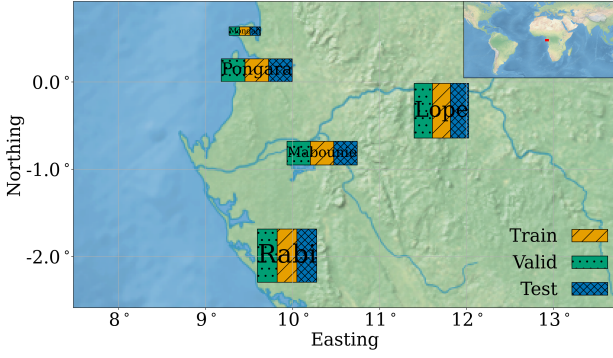 Mondah
Pongara
0.0°
Lope
Northing
Mabounie
-1.0°
Rabi
-2.0°
Train
Valid
Test
8° 9° 10° 11° 12° 13°
Easting